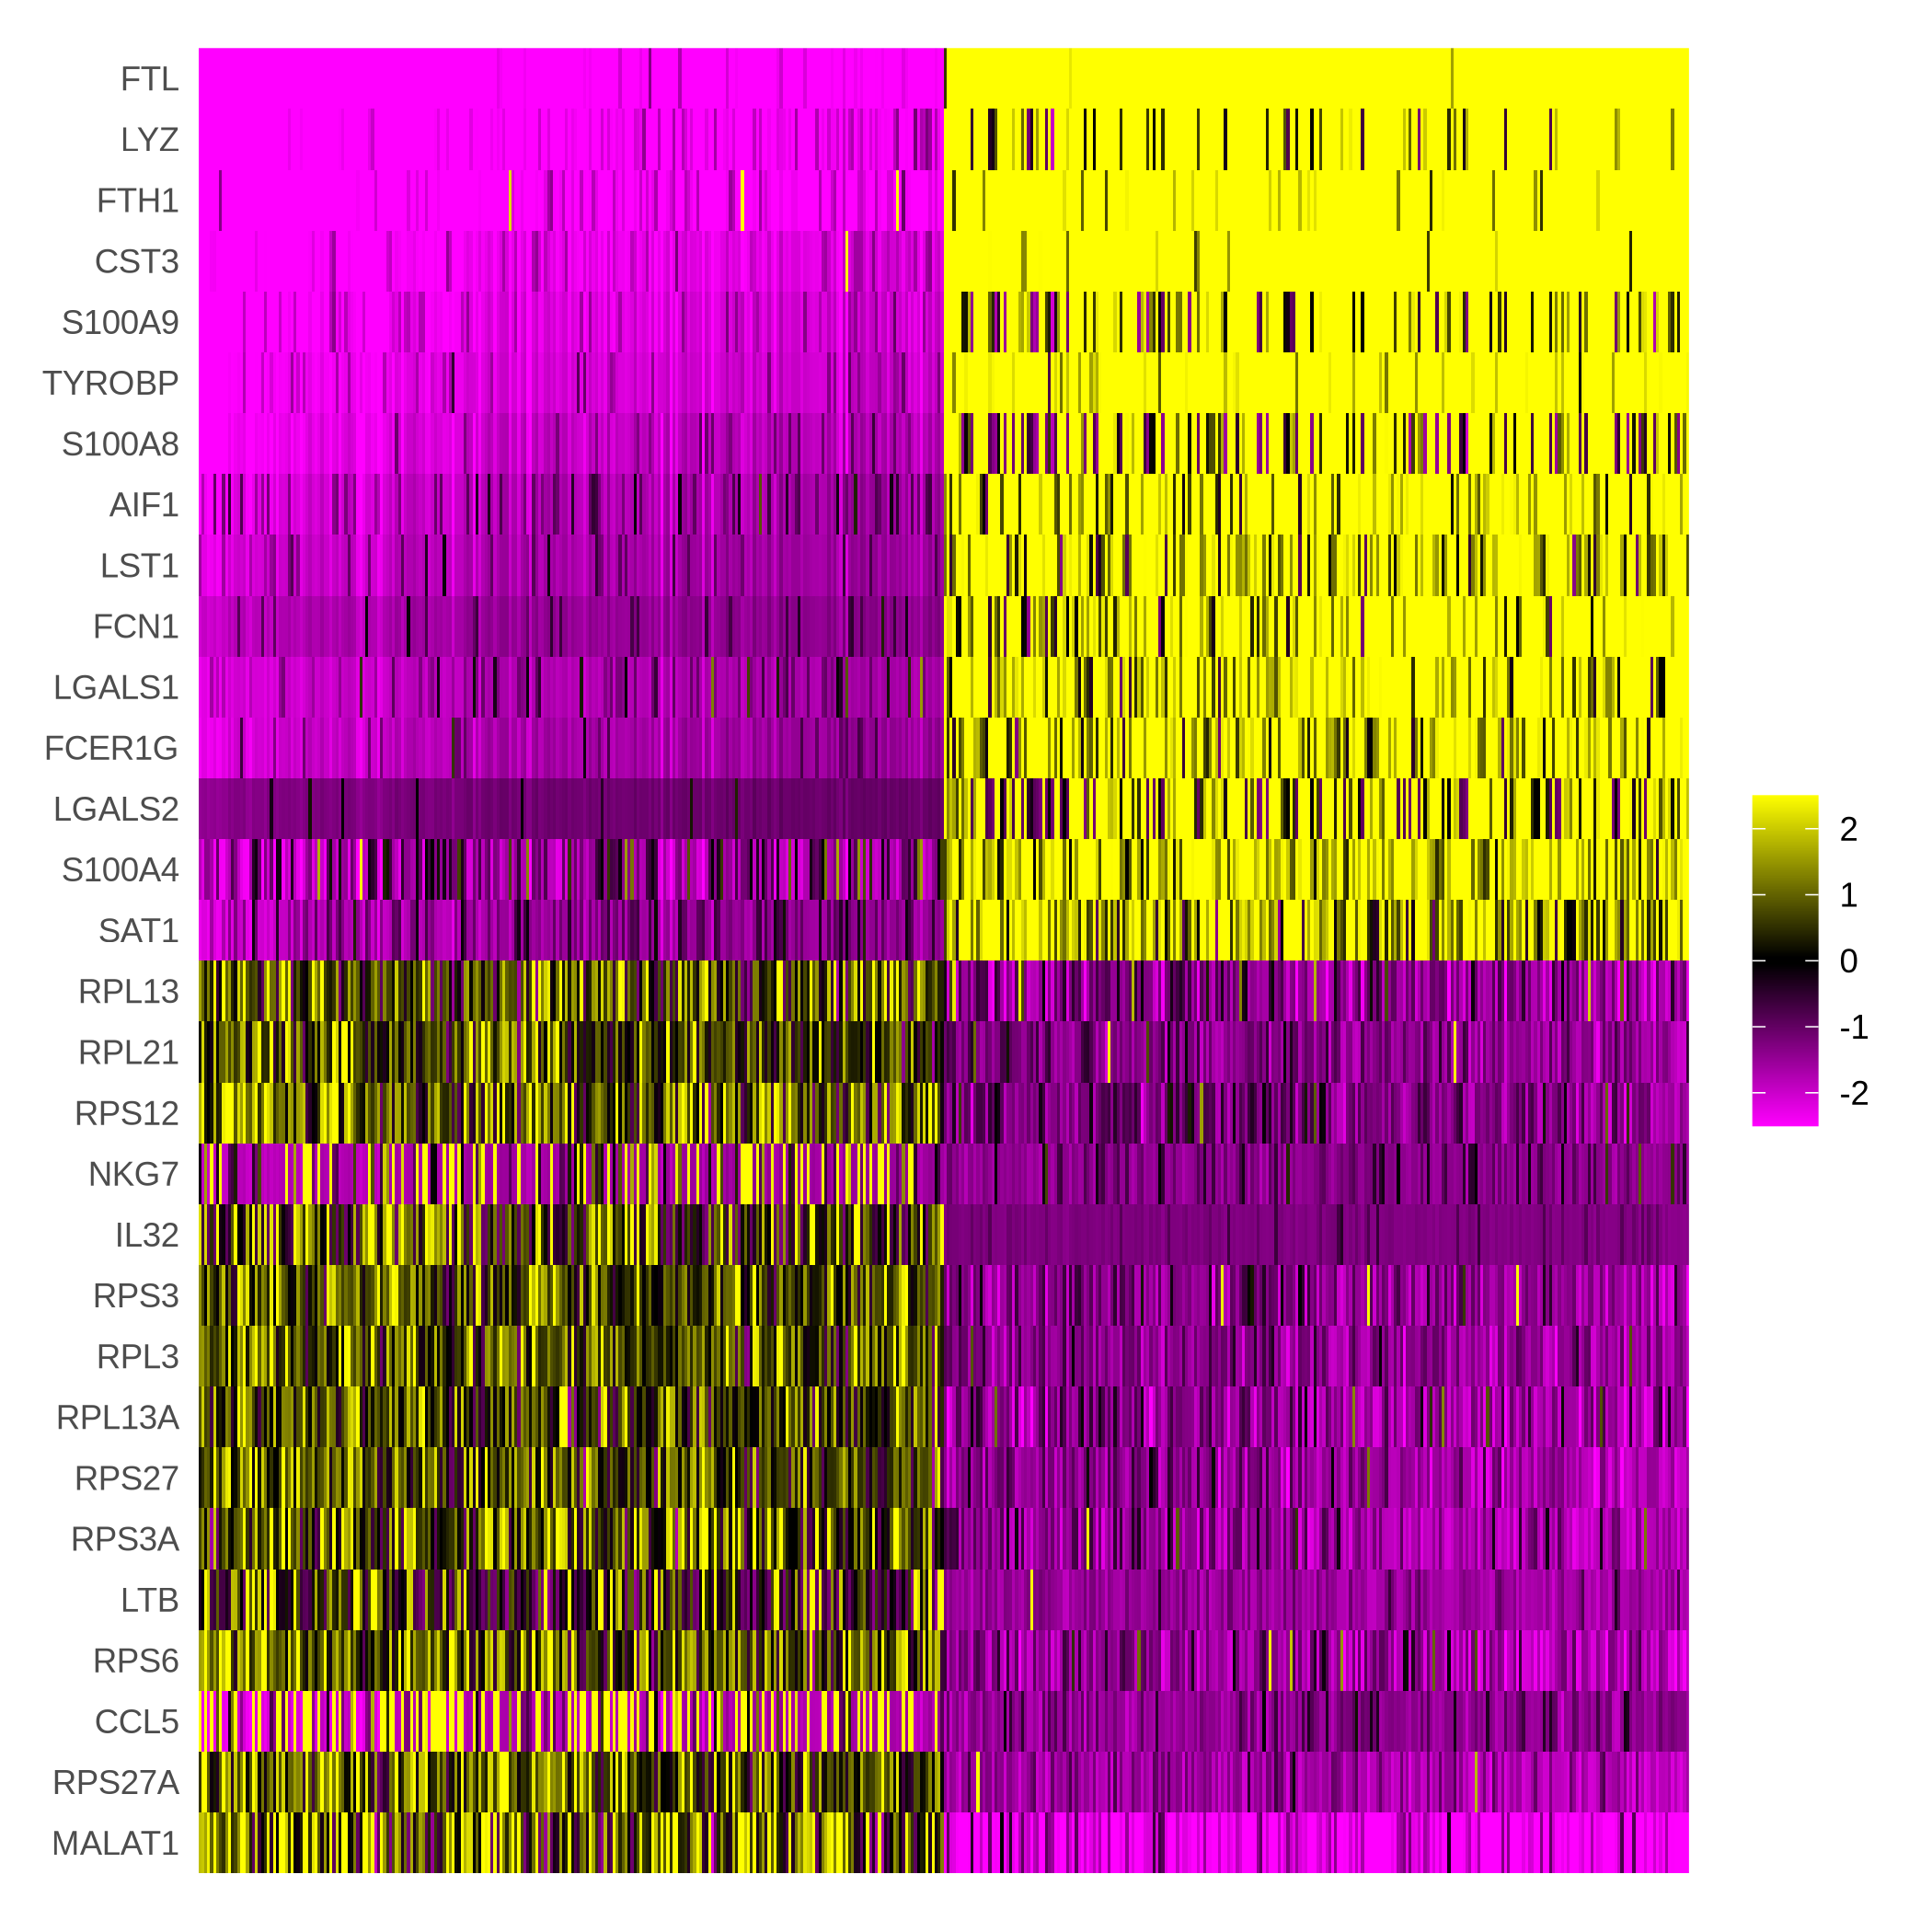 FTL
LYZ
FTH1
CST3
S100A9
TYROBP
S100A8
AIF1
LST1
FCN1
LGALS1
FCER1G
LGALS2
S100A4
SAT1
RPL13
RPL21
RPS12
NKG7
IL32
RPS3
RPL3
RPL13A
RPS27
RPS3A
LTB
RPS6
CCL5
RPS27A
MALAT1
2
1
0
-1
-2